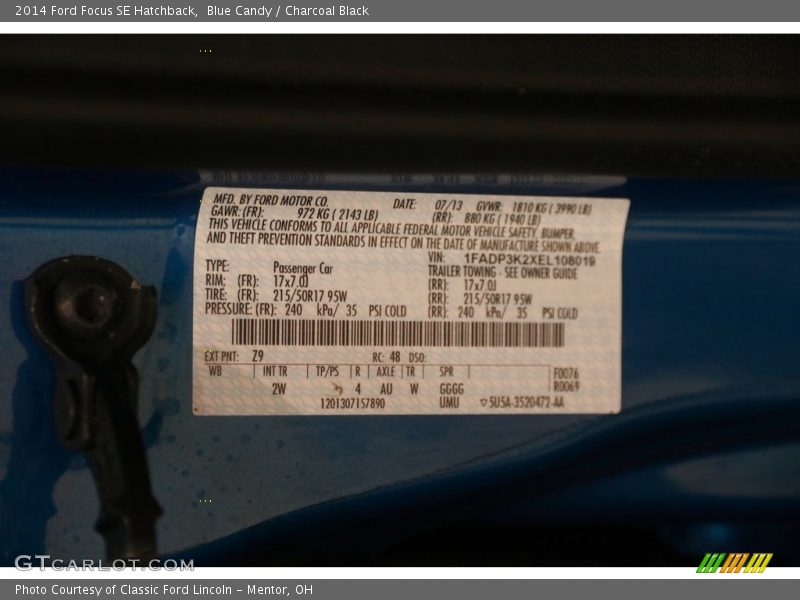 2014 Ford Focus SE Hatchback,  Blue Candy / Charcoal Black
MFD. BY FORD MOTOR CO. DATE: 07/13 GVWR: 1810 KG ( 3990 LB)
GAWR: (FR): 972 KG ( 2143 LB) (RR): 880 KG ( 1940 LB)
THIS VEHICLE CONFORMS TO ALL APPLICABLE FEDERAL MOTOR VEHICLE SAFETY, BUMPER,
AND THEFT PREVENTION STANDARDS IN EFFECT ON THE DATE OF MANUFACTURE SHOWN ABOVE.
VIN: 1FADP3K2XEL108019
TYPE: Passenger Car TRAILER TOWING - SEE OWNER GUIDE
RIM: (FR): 17x7.0J (RR): 17x7.0J
TIRE: (FR): 215/50R17 95W (RR): 215/50R17 95W
PRESSURE: (FR): 240 kPa/ 35 PSI COLD (RR): 240 kPa/ 35 PSI COLD
EXT PNT: Z9 RC: 48 DSO:
WB INT TR TP/PS R AXLE TR SPR F0076
2W 4 AU W GGGG R0069
1201307157890 UMU ▽5U5A-3520472-AA
GTCARLOT.COM
Photo Courtesy of Classic Ford Lincoln - Mentor, OH